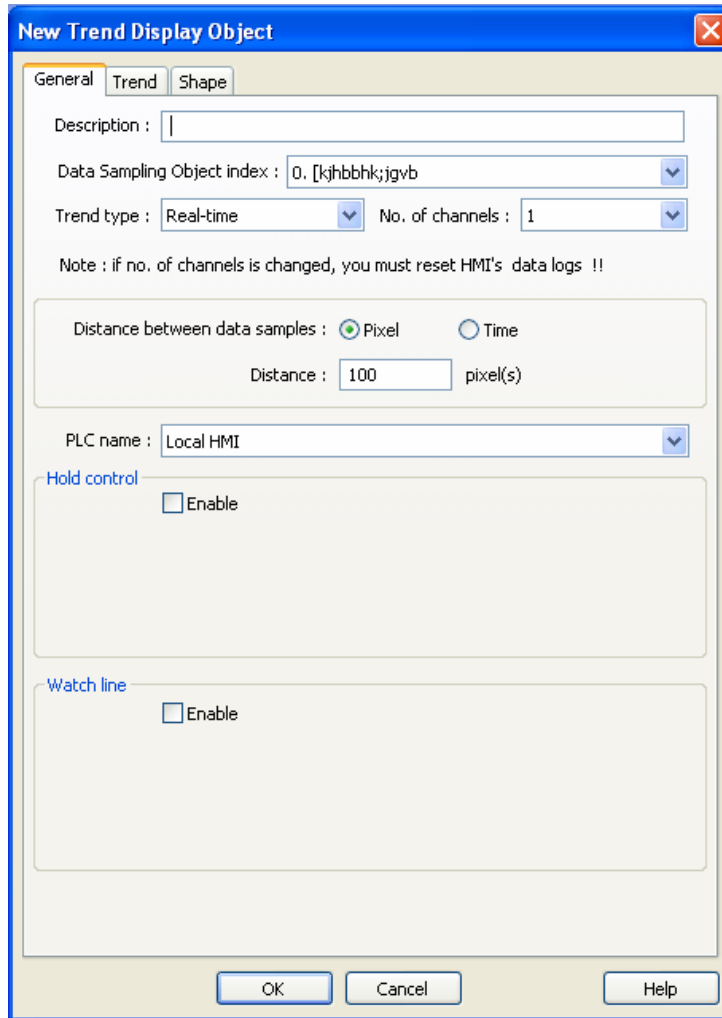 New Trend Display Object
General Trend Shape
Description :
Data Sampling Object index : 0. [kjhbbhk;jgvb
Trend type : Real-time No. of channels : 1
Note : if no. of channels is changed, you must reset HMI's data logs !!
Distance between data samples : Pixel Time
Distance : 100 pixel(s)
PLC name : Local HMI
Hold control
Enable
Watch line
Enable
OK Cancel Help